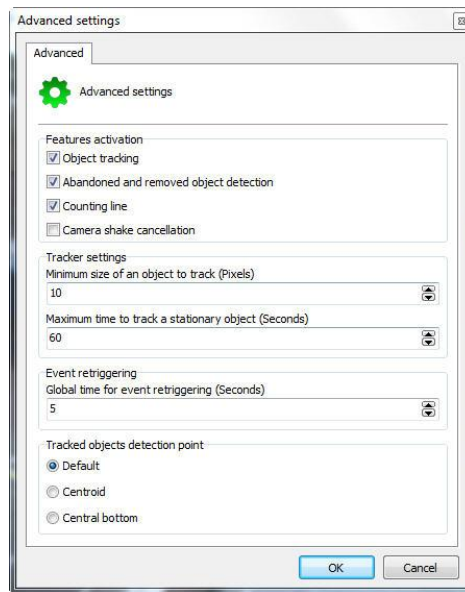 Advanced settings
Advanced
Advanced settings
Features activation
Object tracking
Abandoned and removed object detection
Counting line
Camera shake cancellation
Tracker settings
Minimum size of an object to track (Pixels)
10
Maximum time to track a stationary object (Seconds)
60
Event retriggering
Global time for event retriggering (Seconds)
5
Tracked objects detection point
Default
Centroid
Central bottom
OK Cancel